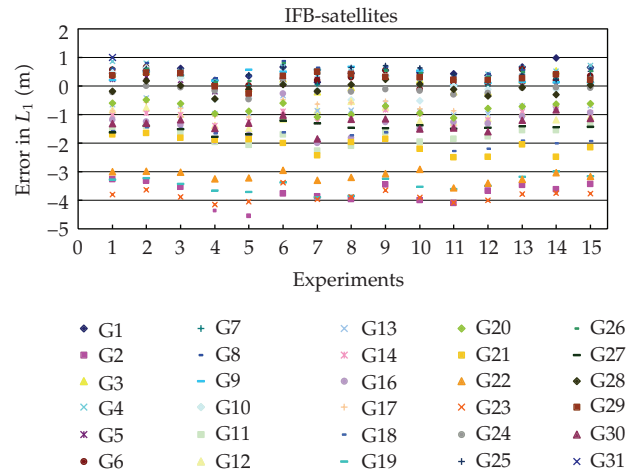 IFB-satellites
Error in L1 (m)
2
1
0
−1
−2
−3
−4
−5
0 1 2 3 4 5 6 7 8 9 10 11 12 13 14 15
Experiments
G1 G7 G13 G20 G26
G2 G8 G14 G21 G27
G3 G9 G16 G22 G28
G4 G10 G17 G23 G29
G5 G11 G18 G24 G30
G6 G12 G19 G25 G31